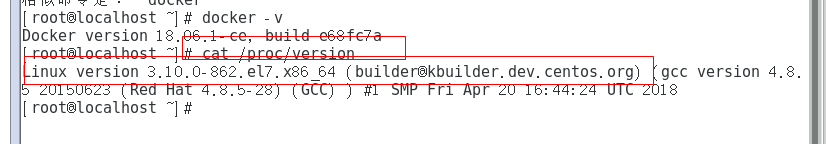 [root@localhost ~]# docker -v
Docker version 18.06.1-ce, build e68fc7a
[root@localhost ~]# cat /proc/version
Linux version 3.10.0-862.el7.x86_64 (builder@kbuilder.dev.centos.org) (gcc version 4.8.
5 20150623 (Red Hat 4.8.5-28) (GCC) ) #1 SMP Fri Apr 20 16:44:24 UTC 2018
[root@localhost ~]#